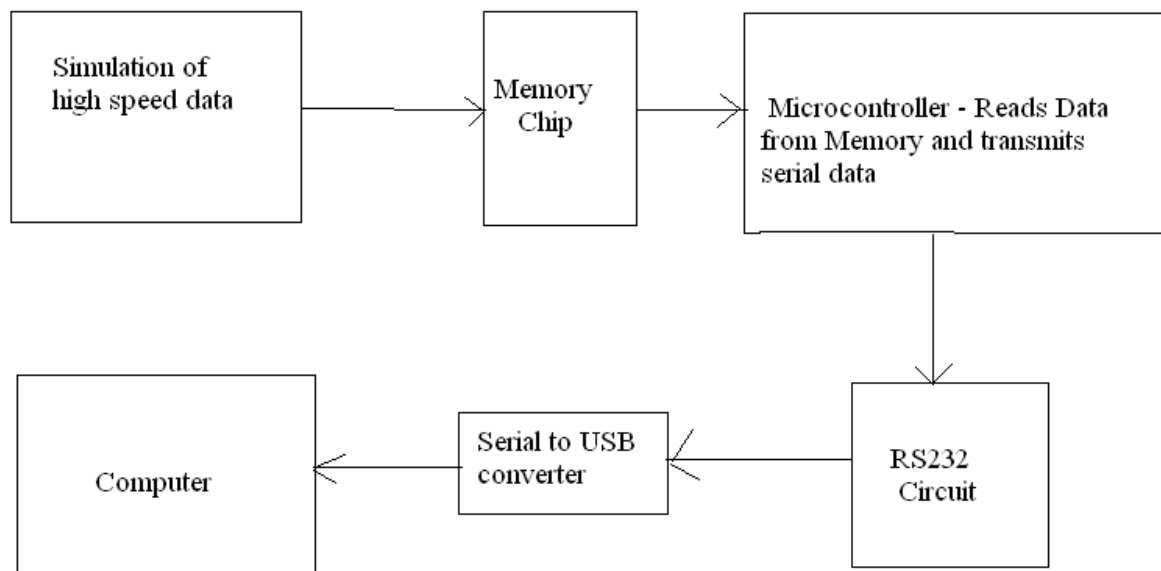 Simulation of
high speed data
Memory
Chip
Microcontroller - Reads Data
from Memory and transmits
serial data
Computer
Serial to USB
converter
RS232
Circuit